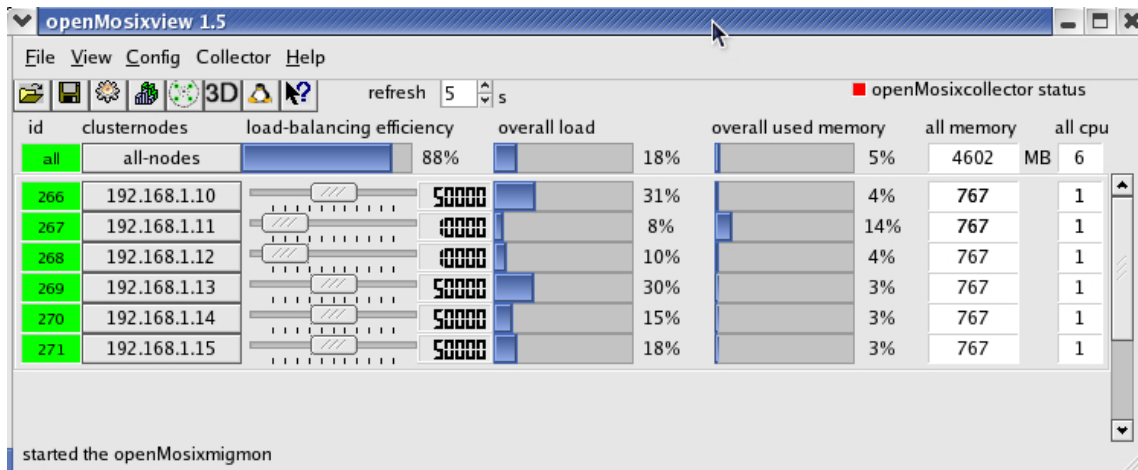 openMosixview 1.5
File View Config Collector Help
3D refresh 5 s openMosixcollector status
id clusternodes load-balancing efficiency overall load overall used memory all memory all cpu
all all-nodes 88% 18% 5% 4602 MB 6
266 192.168.1.10 50000 31% 4% 767 1
267 192.168.1.11 10000 8% 14% 767 1
268 192.168.1.12 10000 10% 4% 767 1
269 192.168.1.13 50000 30% 3% 767 1
270 192.168.1.14 50000 15% 3% 767 1
271 192.168.1.15 50000 18% 3% 767 1
started the openMosixmigmon